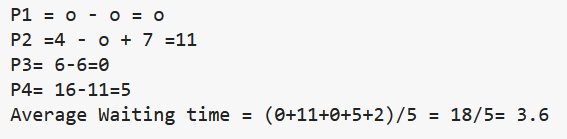 P1 = o - o = o
P2 =4 - o + 7 =11
P3= 6-6=0
P4= 16-11=5
Average Waiting time = (0+11+0+5+2)/5 = 18/5= 3.6